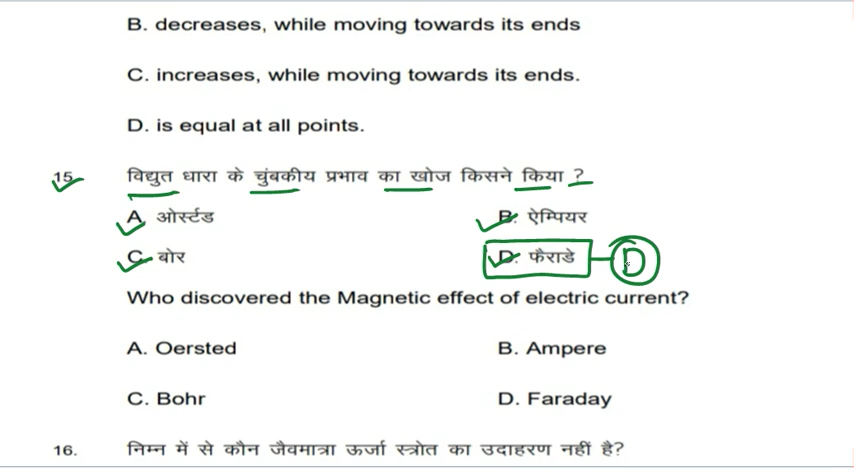 B. decreases, while moving towards its ends
C. increases, while moving towards its ends.
D. is equal at all points.
15. विद्युत धारा के चुंबकीय प्रभाव का खोज किसने किया ?
A. ओर्स्टड B. ऐम्पियर
C. बोर D. फैराडे D
Who discovered the Magnetic effect of electric current?
A. Oersted B. Ampere
C. Bohr D. Faraday
16. निम्न में से कौन जैवमात्रा ऊर्जा स्त्रोत का उदाहरण नहीं है?